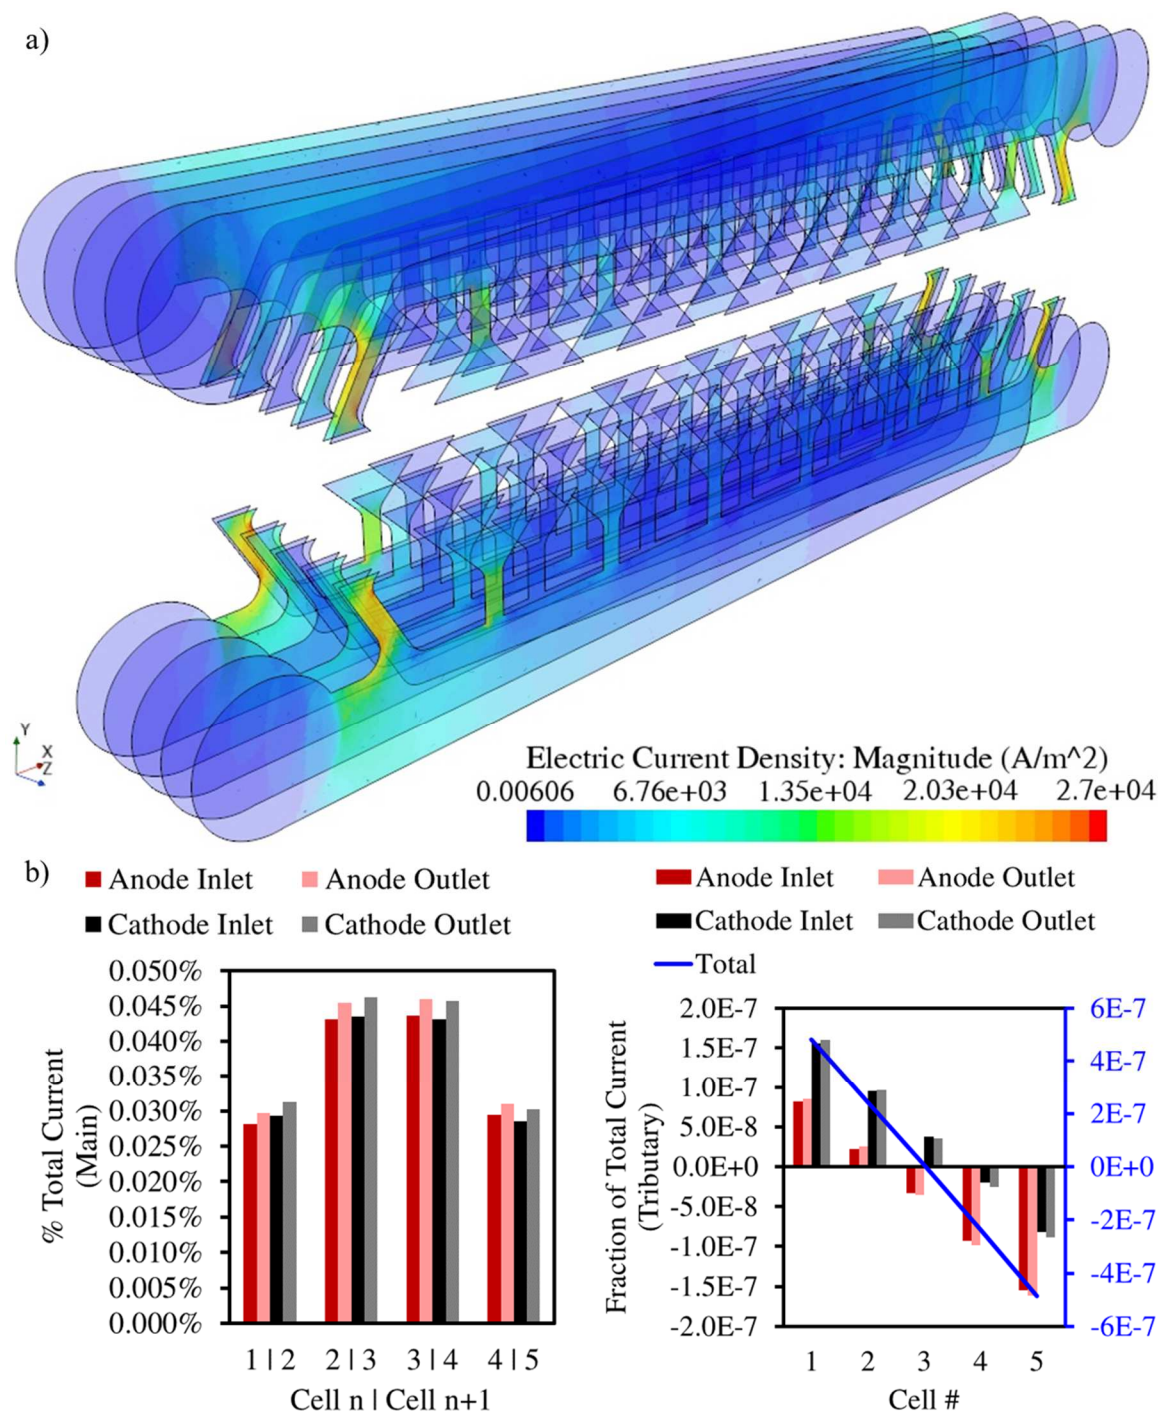 a)
Y
X
Z
Electric Current Density: Magnitude (A/m^2)
0.00606 6.76e+03 1.35e+04 2.03e+04 2.7e+04
b)
Anode Inlet Anode Outlet
Cathode Inlet Cathode Outlet
% Total Current
(Main)
0.050%
0.045%
0.040%
0.035%
0.030%
0.025%
0.020%
0.015%
0.010%
0.005%
0.000%
1 | 2 2 | 3 3 | 4 4 | 5
Cell n | Cell n+1
Anode Inlet Anode Outlet
Cathode Inlet Cathode Outlet
Total
Fraction of Total Current
(Tributary)
2.0E-7
1.5E-7
1.0E-7
5.0E-8
0.0E+0
-5.0E-8
-1.0E-7
-1.5E-7
-2.0E-7
6E-7
4E-7
2E-7
0E+0
-2E-7
-4E-7
-6E-7
1 2 3 4 5
Cell #